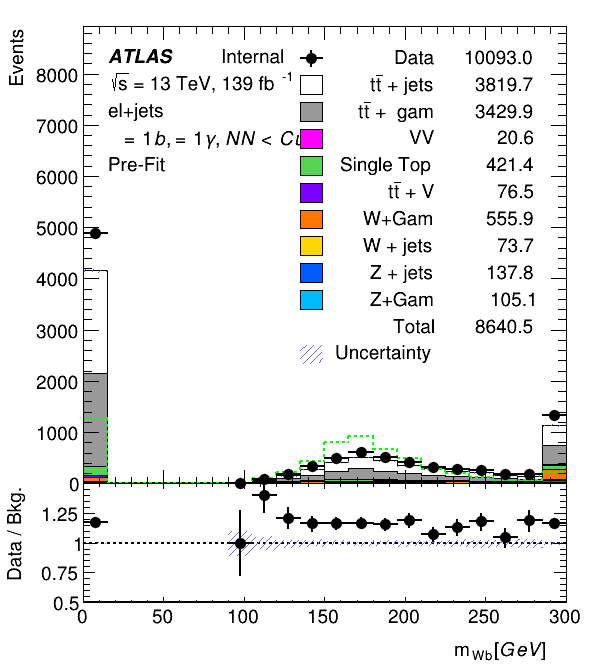 Events
ATLAS Internal
√s = 13 TeV, 139 fb⁻¹
el+jets
= 1b, = 1γ, NN < Cu
Pre-Fit
Data 10093.0
tt̄ + jets 3819.7
tt̄ + gam 3429.9
VV 20.6
Single Top 421.4
tt̄ + V 76.5
W+Gam 555.9
W + jets 73.7
Z + jets 137.8
Z+Gam 105.1
Total 8640.5
Uncertainty
8000
7000
6000
5000
4000
3000
2000
1000
0
Data / Bkg.
1.25
1
0.75
0.5
0 50 100 150 200 250 300
m_Wb [GeV]